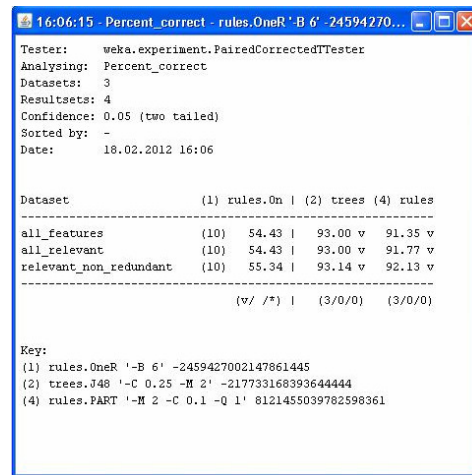 16:06:15 - Percent_correct - rules.OneR '-B 6' -24594270...
Tester: weka.experiment.PairedCorrectedTTester
Analysing: Percent_correct
Datasets: 3
Resultsets: 4
Confidence: 0.05 (two tailed)
Sorted by: -
Date: 18.02.2012 16:06
Dataset (1) rules.On | (2) trees (4) rules
----------------------------------------------------------------
all_features (10) 54.43 | 93.00 v 91.35 v
all_relevant (10) 54.43 | 93.00 v 91.77 v
relevant_non_redundant (10) 55.34 | 93.14 v 92.13 v
----------------------------------------------------------------
(v/ /*) | (3/0/0) (3/0/0)
Key:
(1) rules.OneR '-B 6' -2459427002147861445
(2) trees.J48 '-C 0.25 -M 2' -217733168393644444
(4) rules.PART '-M 2 -C 0.1 -Q 1' 8121455039782598361